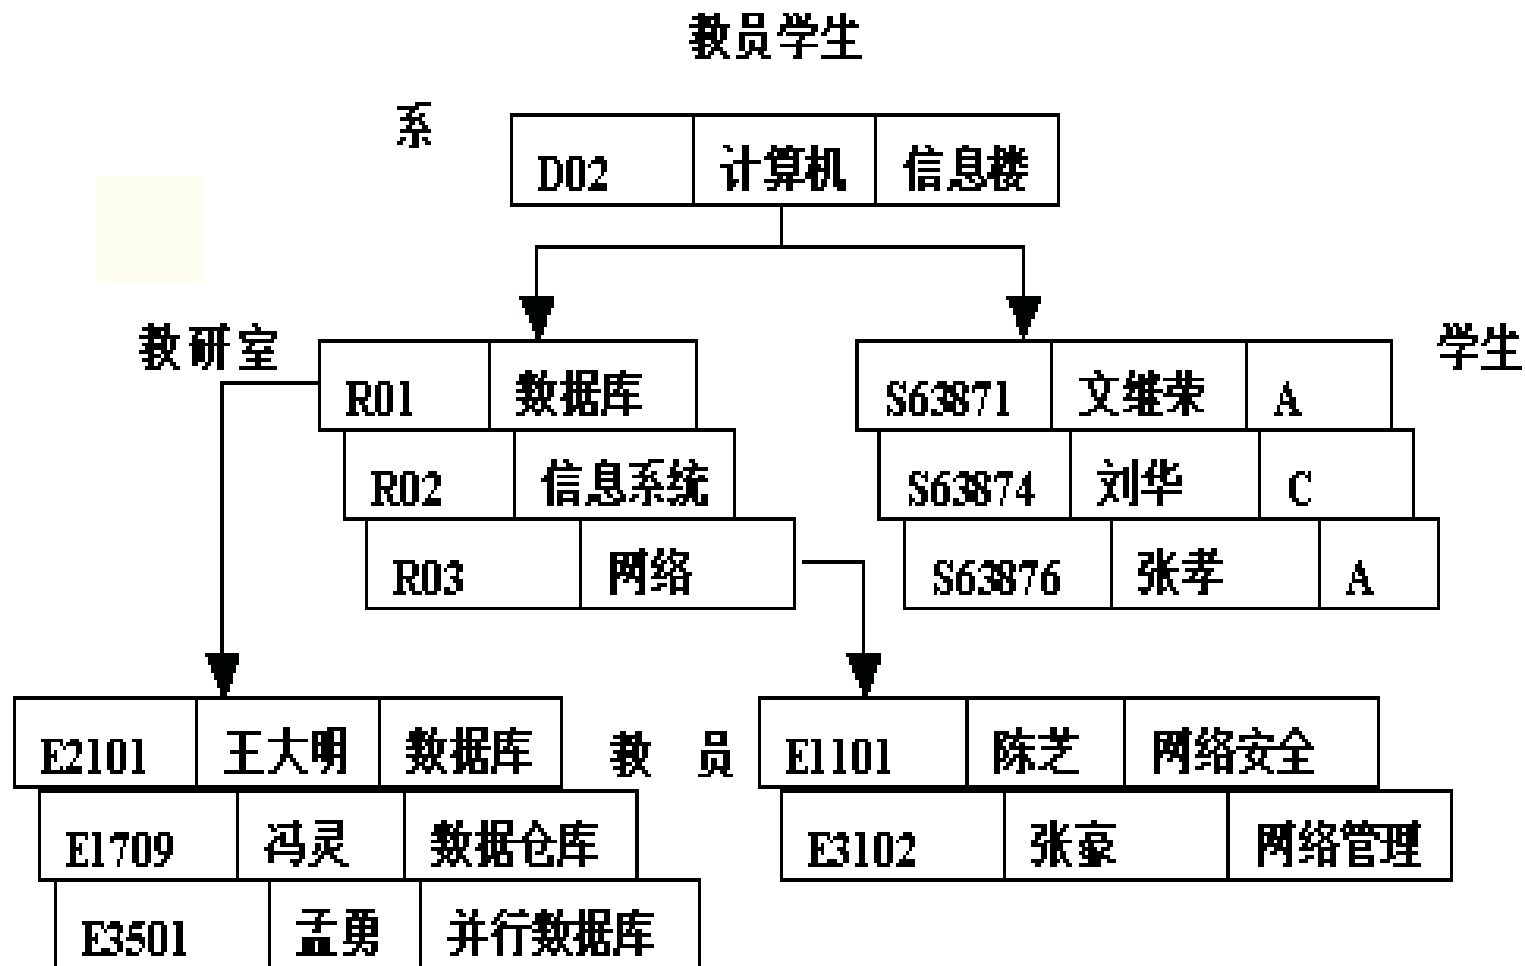 教员学生
系
D02 计算机 信息楼
教研室
R01 数据库
R02 信息系统
R03 网络
学生
S63871 文继荣 A
S63874 刘华 C
S63876 张孝 A
E2101 王大明 数据库
E1709 冯灵 数据仓库
E3501 孟勇 并行数据库
教 员
E1101 陈芝 网络安全
E3102 张豪 网络管理